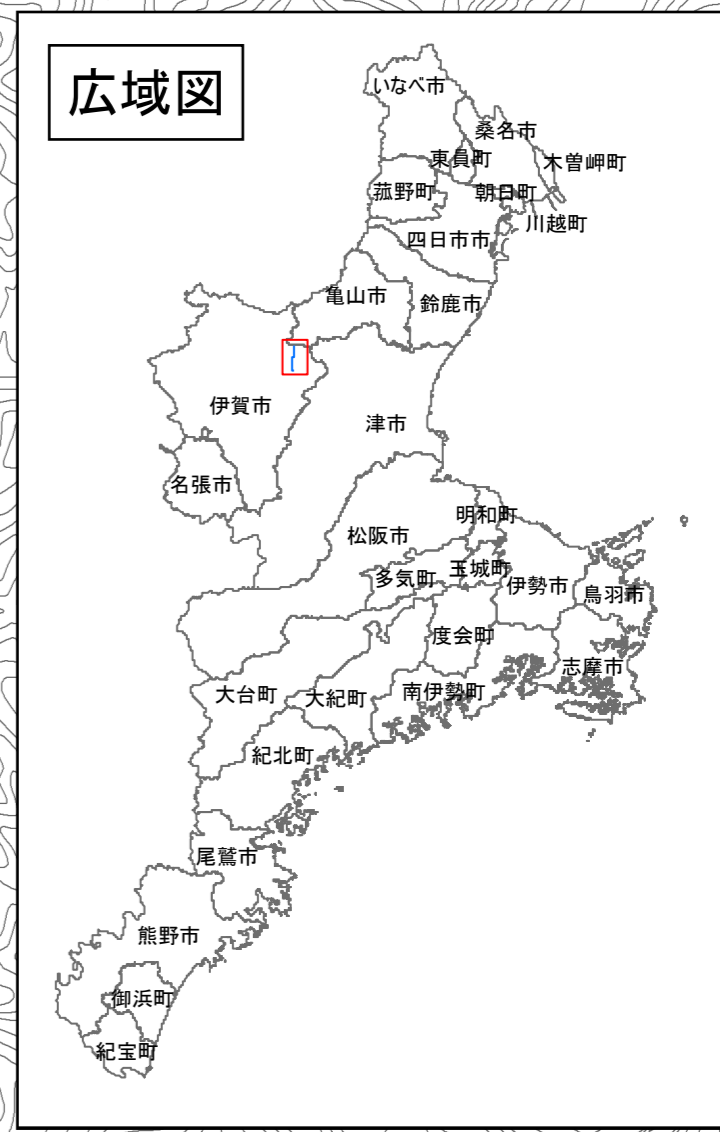 広域図
いなべ市
桑名市
東員町
木曽岬町
菰野町
朝日町
川越町
四日市市
亀山市
鈴鹿市
伊賀市
津市
名張市
明和町
松阪市
玉城町
多気町
伊勢市
鳥羽市
度会町
志摩市
大台町
大紀町
南伊勢町
紀北町
尾鷲市
熊野市
御浜町
紀宝町